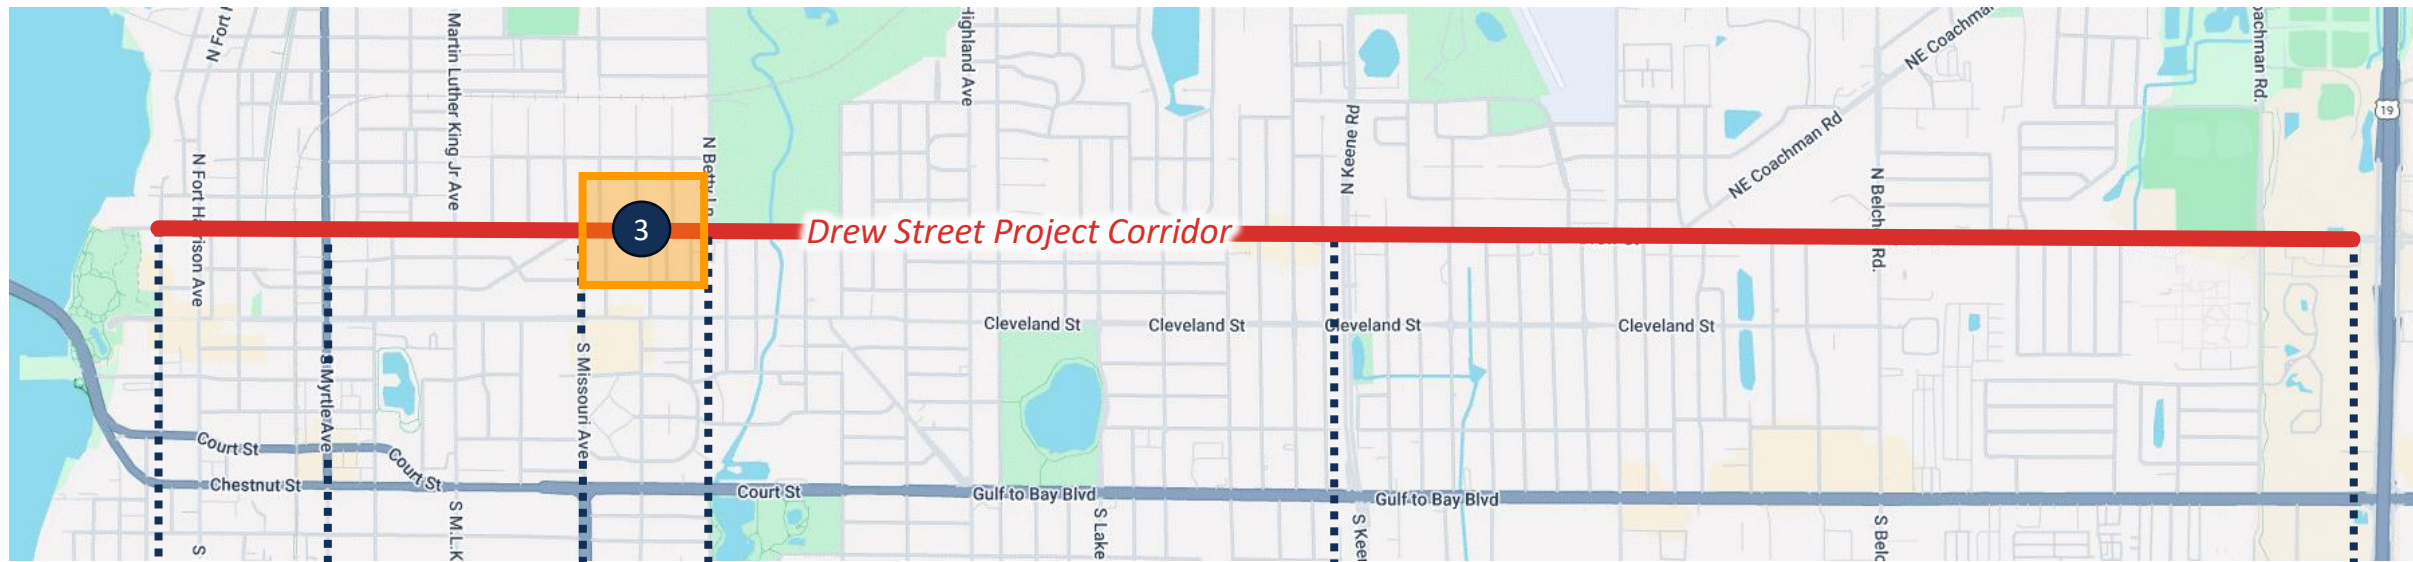 N Fort H
Martin Luther King Jr Ave
Highland Ave
NE Coachman
oachman Rd.
19
N Fort Harrison Ave
N Betty Ln
N Keene Rd
NE Coachman Rd
N Belcher Rd.
3
Drew Street Project Corridor
Cleveland St
Cleveland St
Cleveland St
Cleveland St
S Myrtle Ave
S Missouri Ave
Court St
Court St
Chestnut St
Court St
Gulf to Bay Blvd
Gulf to Bay Blvd
S
S M.L.K
S Lake
S Keen
S Belc